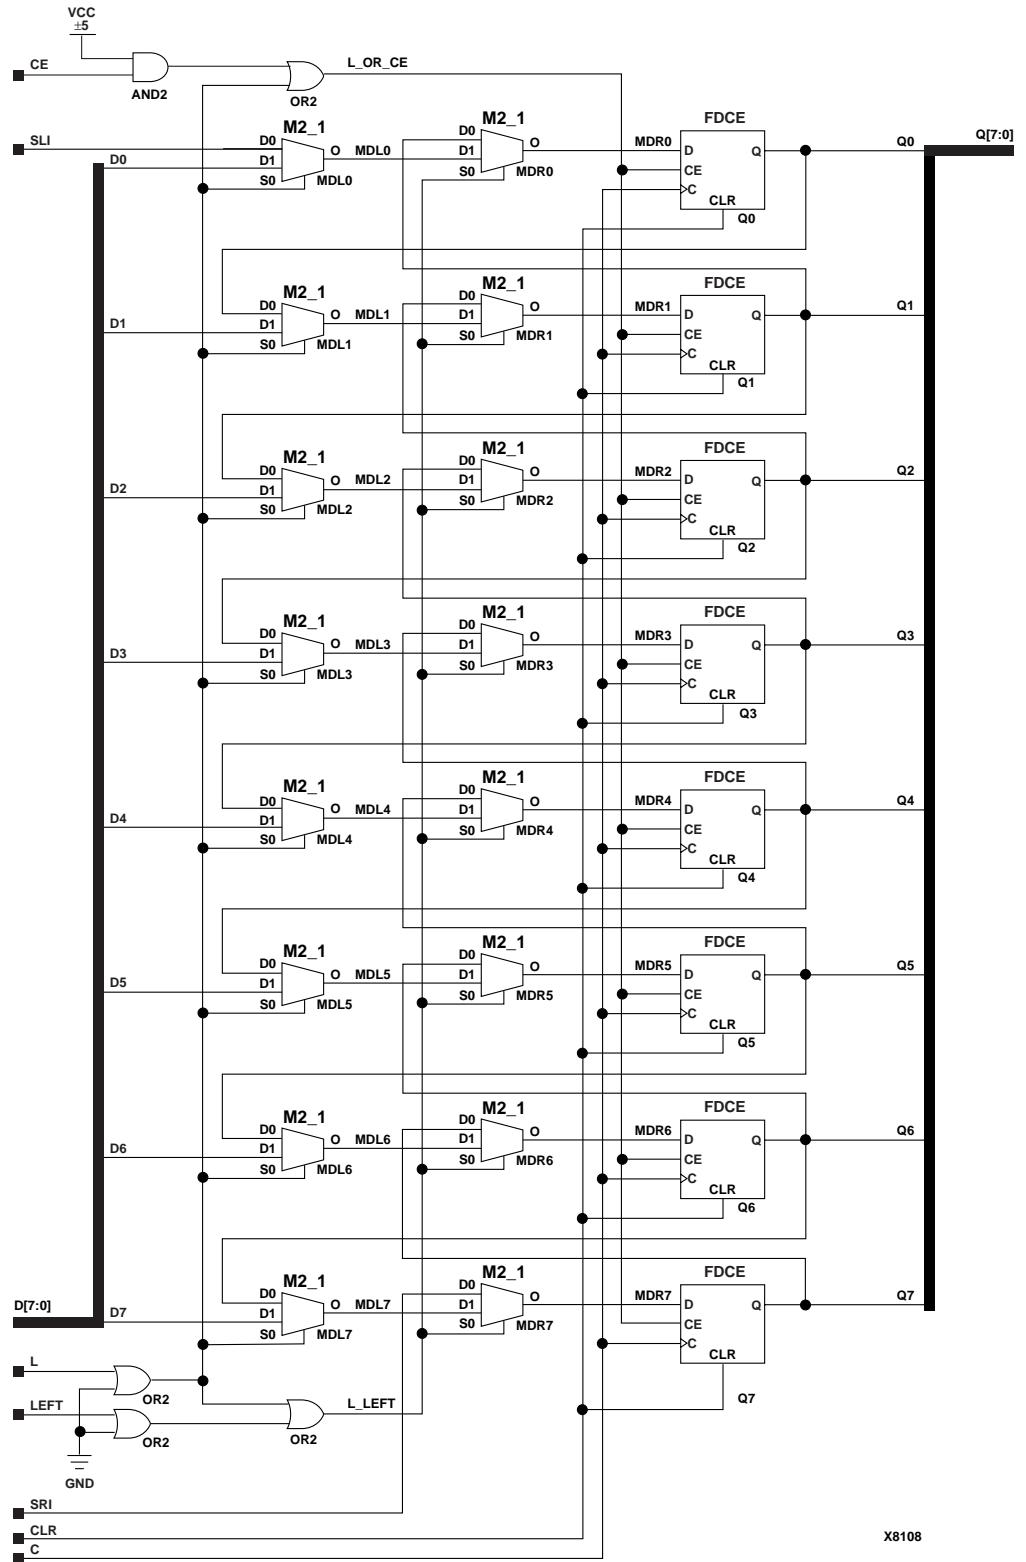 VCC
±5
CE
AND2
OR2
L_OR_CE
SLI
D0
D0
D1
S0
M2_1
O
MDL0
MDL0
D0
D1
S0
M2_1
O
MDR0
MDR0
FDCE
D
CE
C
Q
CLR
Q0
Q0
Q[7:0]
D1
D0
D1
S0
M2_1
O
MDL1
MDL1
D0
D1
S0
M2_1
O
MDR1
MDR1
FDCE
D
CE
C
Q
CLR
Q1
Q1
D2
D0
D1
S0
M2_1
O
MDL2
MDL2
D0
D1
S0
M2_1
O
MDR2
MDR2
FDCE
D
CE
C
Q
CLR
Q2
Q2
D3
D0
D1
S0
M2_1
O
MDL3
MDL3
D0
D1
S0
M2_1
O
MDR3
MDR3
FDCE
D
CE
C
Q
CLR
Q3
Q3
D4
D0
D1
S0
M2_1
O
MDL4
MDL4
D0
D1
S0
M2_1
O
MDR4
MDR4
FDCE
D
CE
C
Q
CLR
Q4
Q4
D5
D0
D1
S0
M2_1
O
MDL5
MDL5
D0
D1
S0
M2_1
O
MDR5
MDR5
FDCE
D
CE
C
Q
CLR
Q5
Q5
D6
D0
D1
S0
M2_1
O
MDL6
MDL6
D0
D1
S0
M2_1
O
MDR6
MDR6
FDCE
D
CE
C
Q
CLR
Q6
Q6
D[7:0]
D7
D0
D1
S0
M2_1
O
MDL7
MDL7
D0
D1
S0
M2_1
O
MDR7
MDR7
FDCE
D
CE
C
Q
CLR
Q7
Q7
L
OR2
LEFT
OR2
OR2
L_LEFT
GND
SRI
CLR
C
X8108